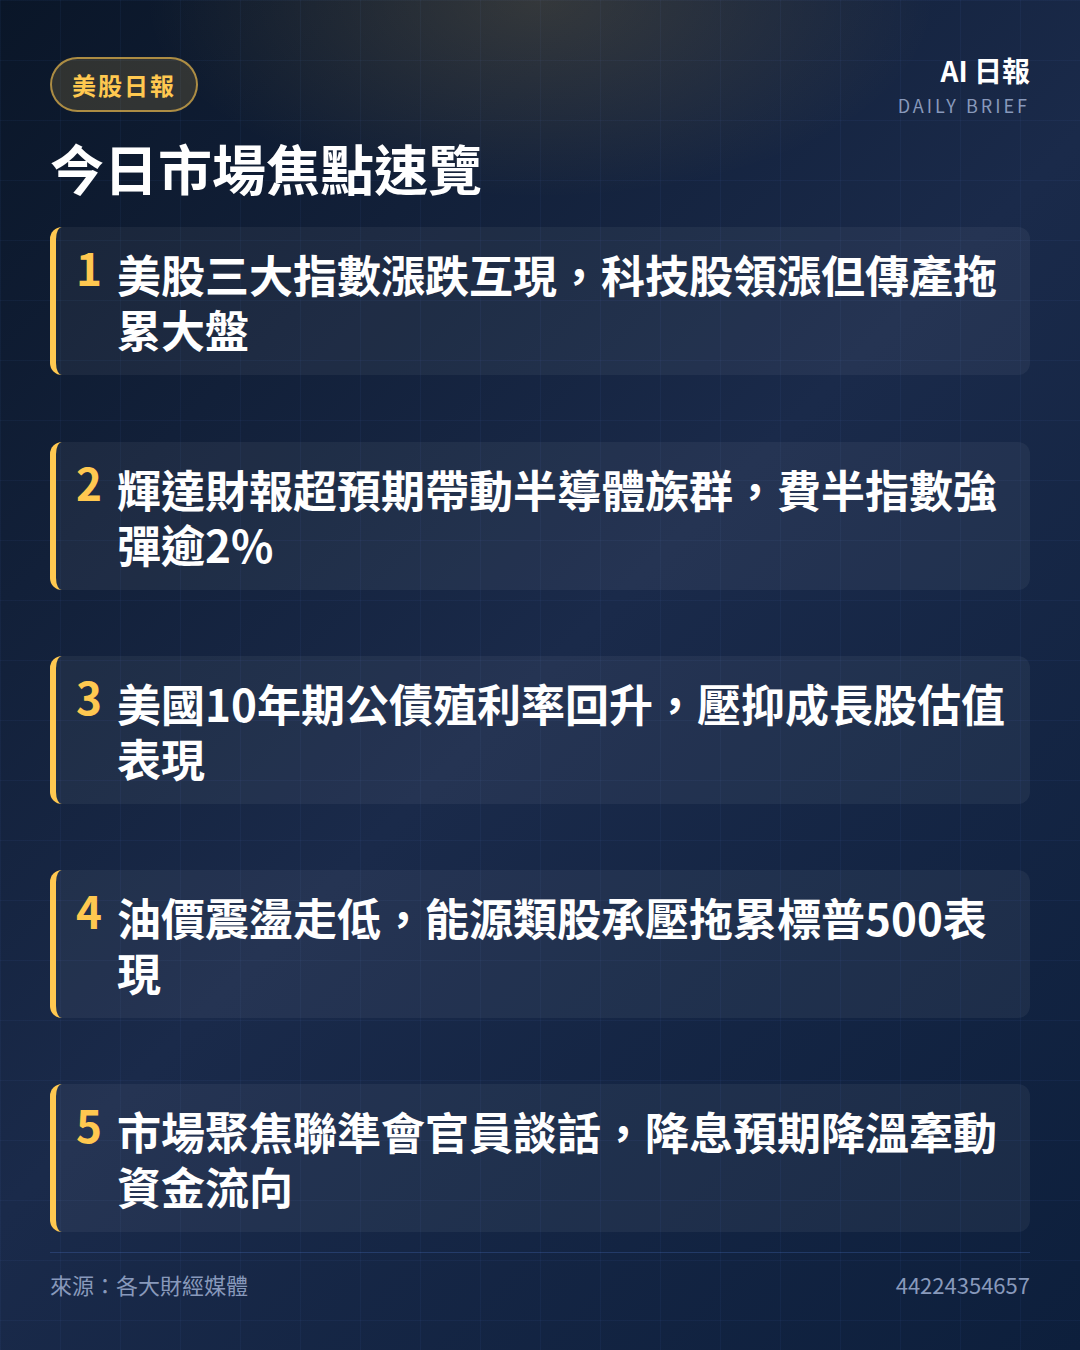 美股日報
AI 日報
DAILY BRIEF
今日市場焦點速覽
1 美股三大指數漲跌互現，科技股領漲但傳產拖
累大盤
2 輝達財報超預期帶動半導體族群，費半指數強
彈逾2%
3 美國10年期公債殖利率回升，壓抑成長股估值
表現
4 油價震盪走低，能源類股承壓拖累標普500表
現
5 市場聚焦聯準會官員談話，降息預期降溫牽動
資金流向
來源：各大財經媒體
44224354657